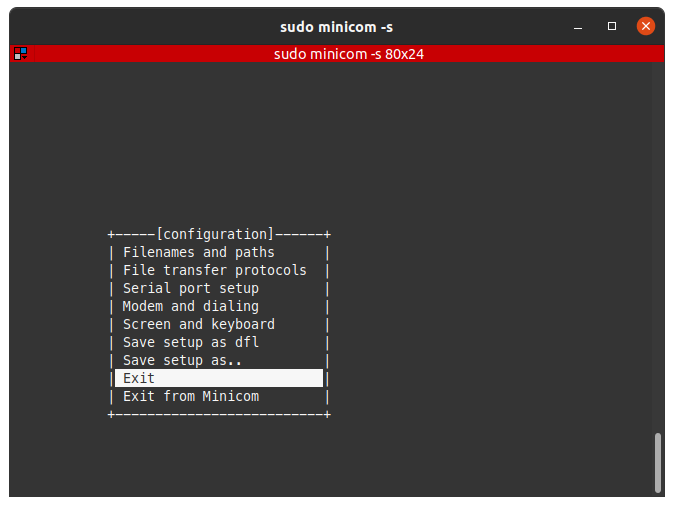 sudo minicom -s
sudo minicom -s 80x24
+-----[configuration]------+
| Filenames and paths      |
| File transfer protocols  |
| Serial port setup        |
| Modem and dialing        |
| Screen and keyboard      |
| Save setup as dfl        |
| Save setup as..          |
| Exit                     |
| Exit from Minicom        |
+--------------------------+